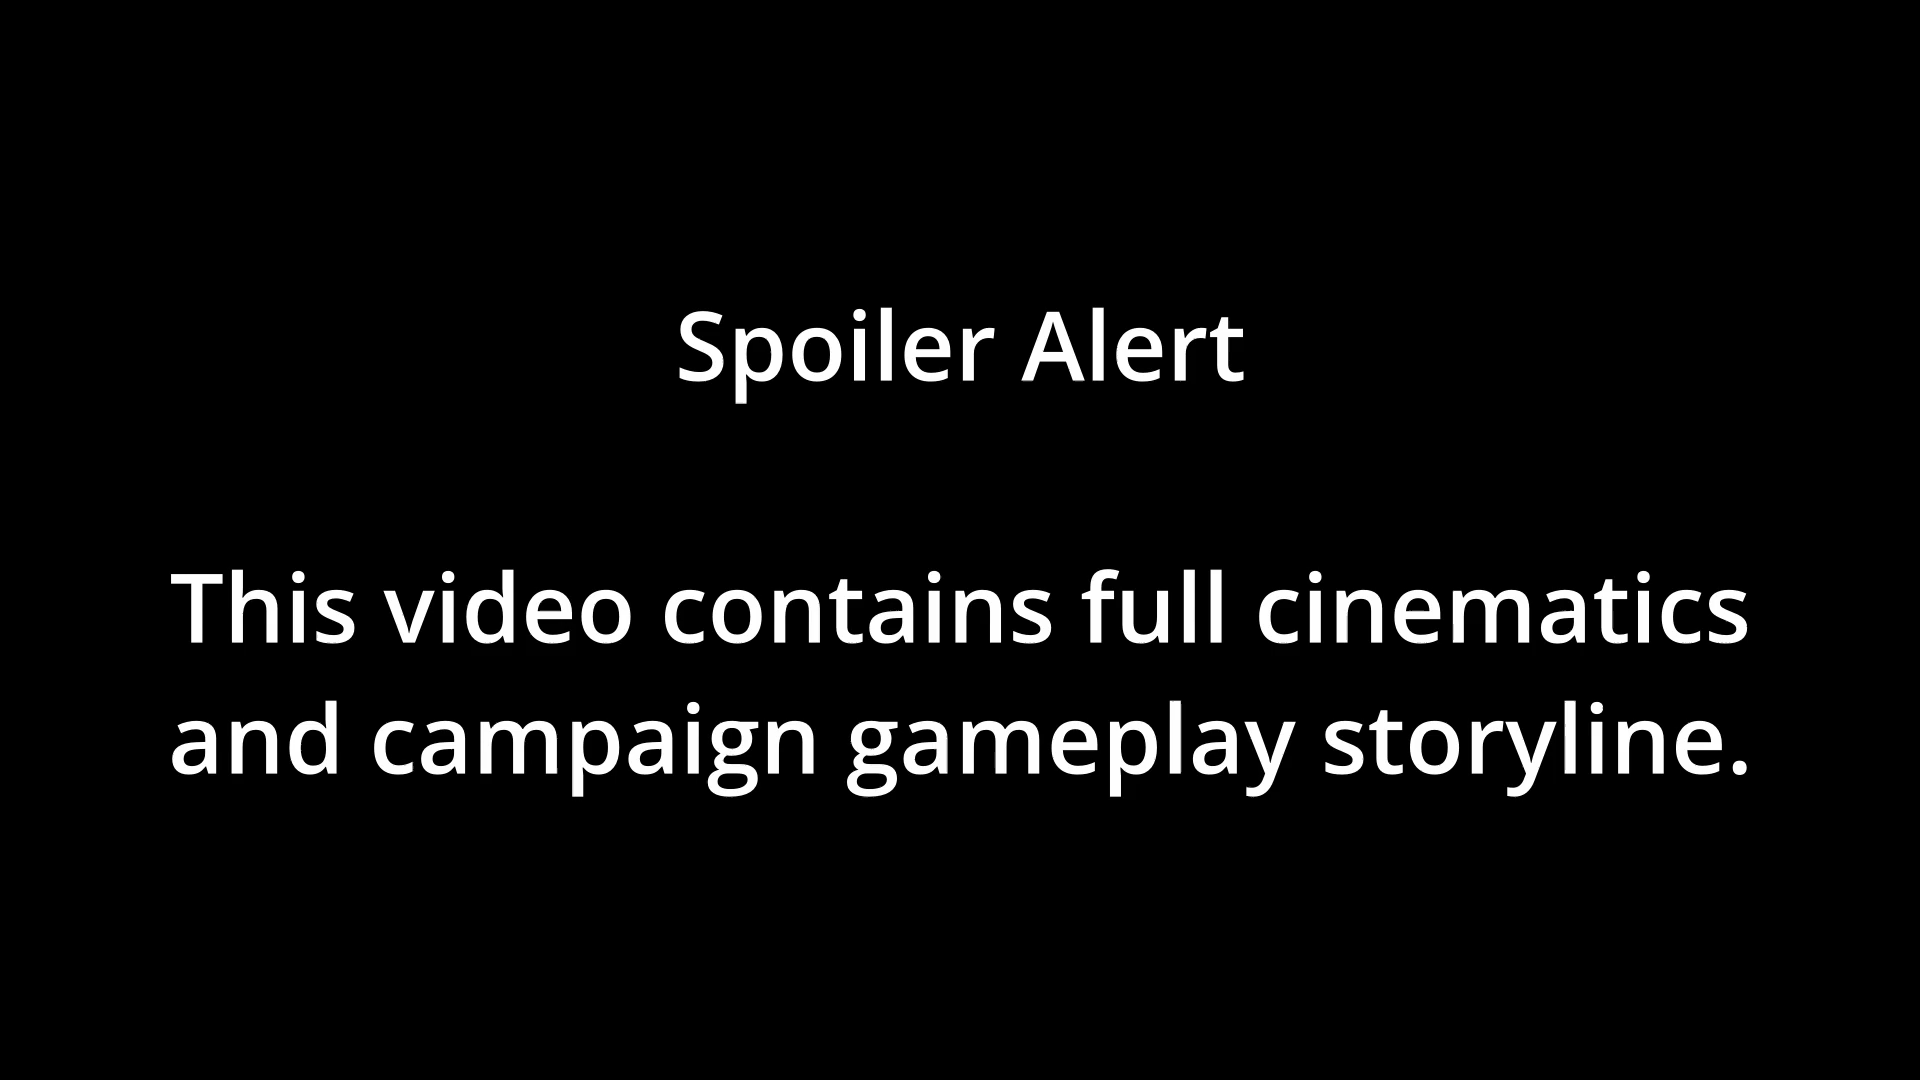 Spoiler Alert
This video contains full cinematics
and campaign gameplay storyline.